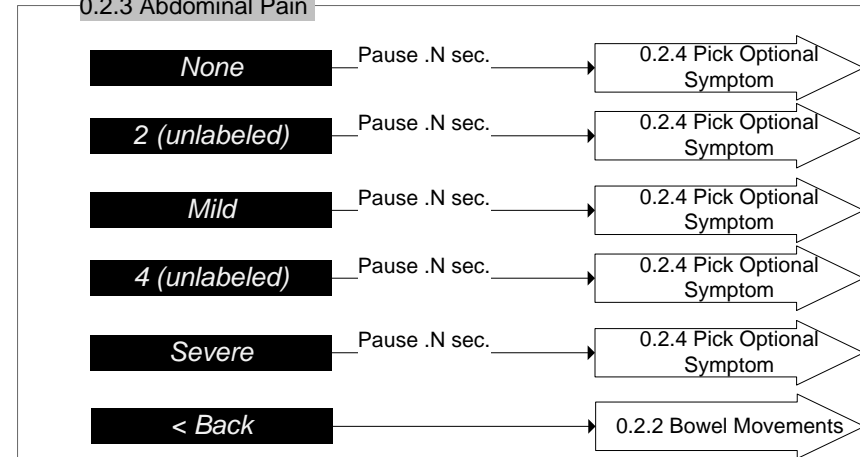 0.2.3 Abdominal Pain
None Pause .N sec. 0.2.4 Pick Optional
Symptom
2 (unlabeled) Pause .N sec. 0.2.4 Pick Optional
Symptom
Mild Pause .N sec. 0.2.4 Pick Optional
Symptom
4 (unlabeled) Pause .N sec. 0.2.4 Pick Optional
Symptom
Severe Pause .N sec. 0.2.4 Pick Optional
Symptom
< Back 0.2.2 Bowel Movements